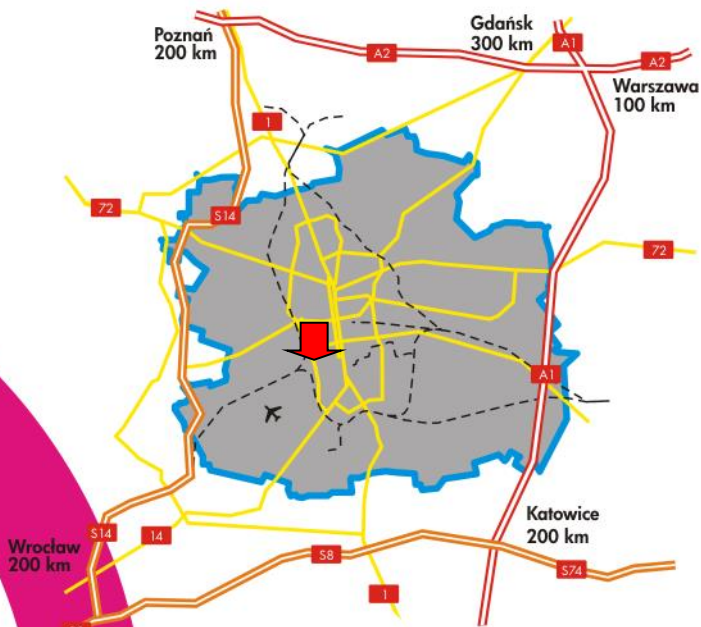 Poznań
200 km
Gdańsk
300 km
A1
A2
A2
Warszawa
100 km
1
72
S14
72
A1
Katowice
200 km
S14
14
Wrocław
200 km
S8
S74
1